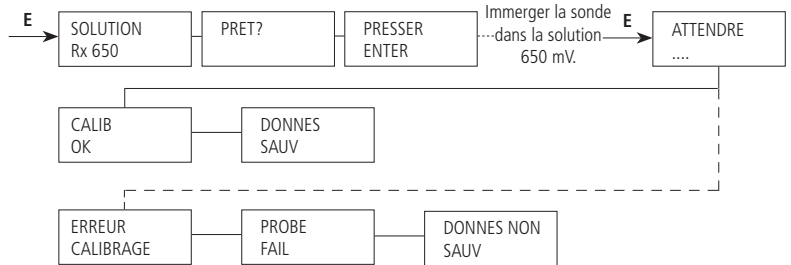 E
SOLUTION
Rx 650
PRET?
PRESSER
ENTER
Immerger la sonde
dans la solution
650 mV.
E
ATTENDRE
....
CALIB
OK
DONNES
SAUV
ERREUR
CALIBRAGE
PROBE
FAIL
DONNES NON
SAUV